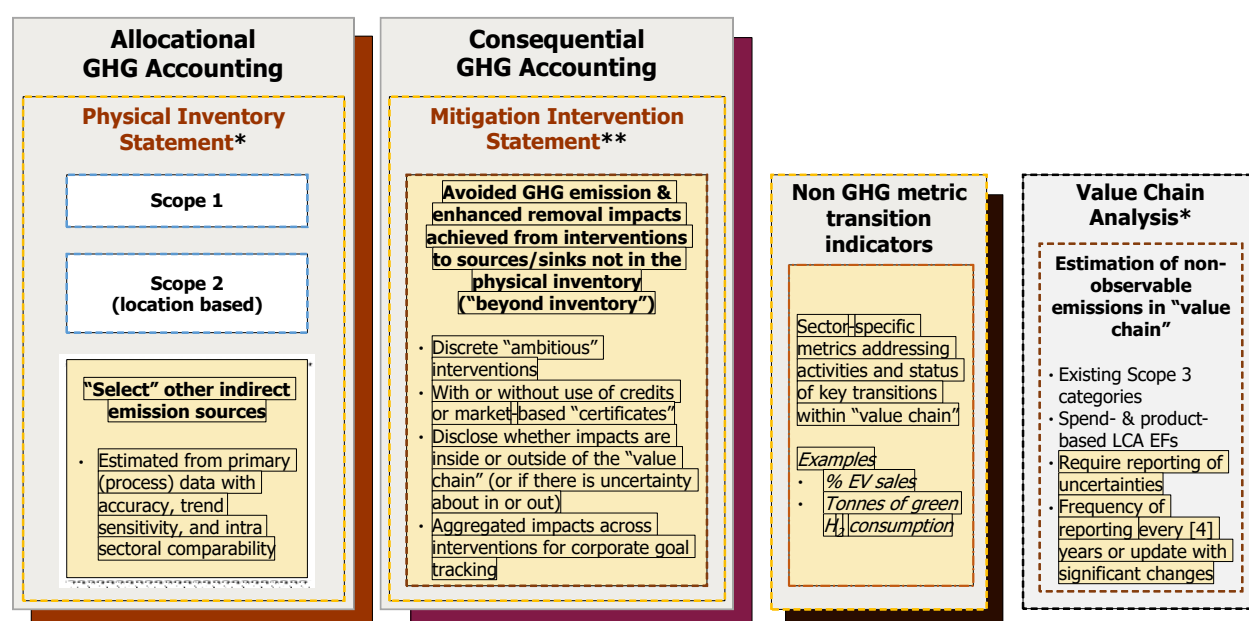 Allocational
GHG Accounting
Physical Inventory
Statement*
Scope 1
Scope 2
(location based)
“Select” other indirect
emission sources
• Estimated from primary
(process) data with
accuracy, trend
sensitivity, and intra
sectoral comparability
Consequential
GHG Accounting
Mitigation Intervention
Statement**
Avoided GHG emission &
enhanced removal impacts
achieved from interventions
to sources/sinks not in the
physical inventory
(“beyond inventory”)
• Discrete “ambitious”
interventions
• With or without use of credits
or market-based “certificates”
• Disclose whether impacts are
inside or outside of the “value
chain” (or if there is uncertainty
about in or out)
• Aggregated impacts across
interventions for corporate goal
tracking
Non GHG metric
transition
indicators
Sector-specific
metrics addressing
activities and status
of key transitions
within “value chain”
Examples
• % EV sales
• Tonnes of green
H2 consumption
Value Chain
Analysis*
Estimation of non-
observable
emissions in “value
chain”
• Existing Scope 3
categories
• Spend- & product-
based LCA EFs
• Require reporting of
uncertainties
• Frequency of
reporting every [4]
years or update with
significant changes